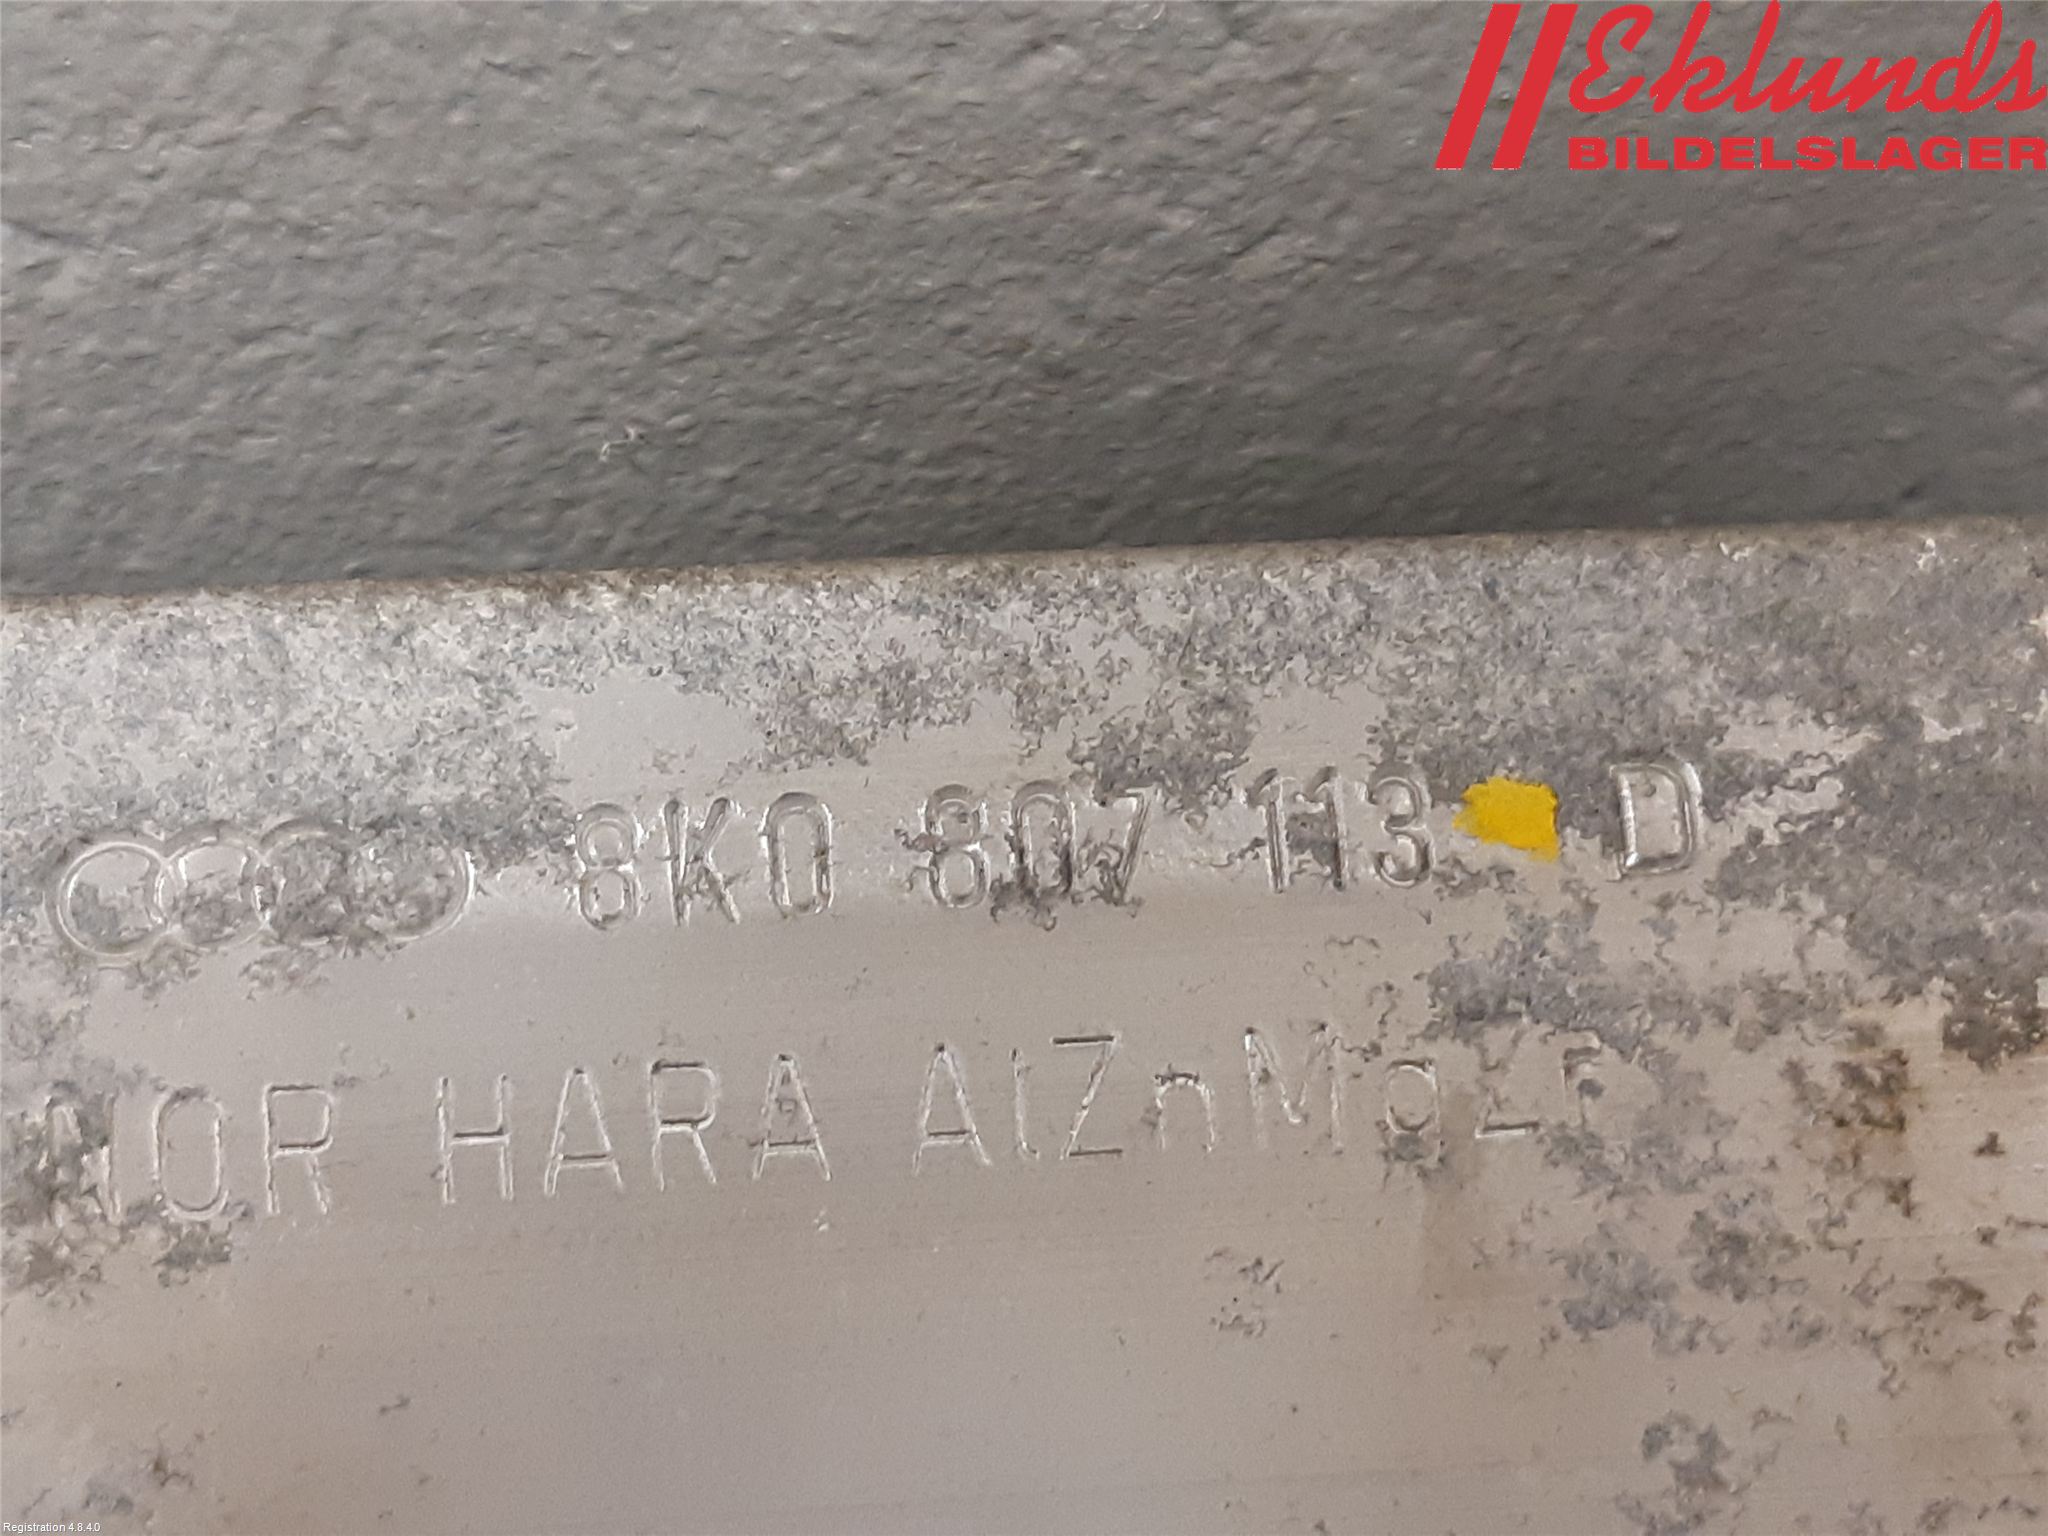 Eklunds
BILDELSLAGER
8K0 807 113 D
HARA AlZnMg
Registration 4.8.4.0